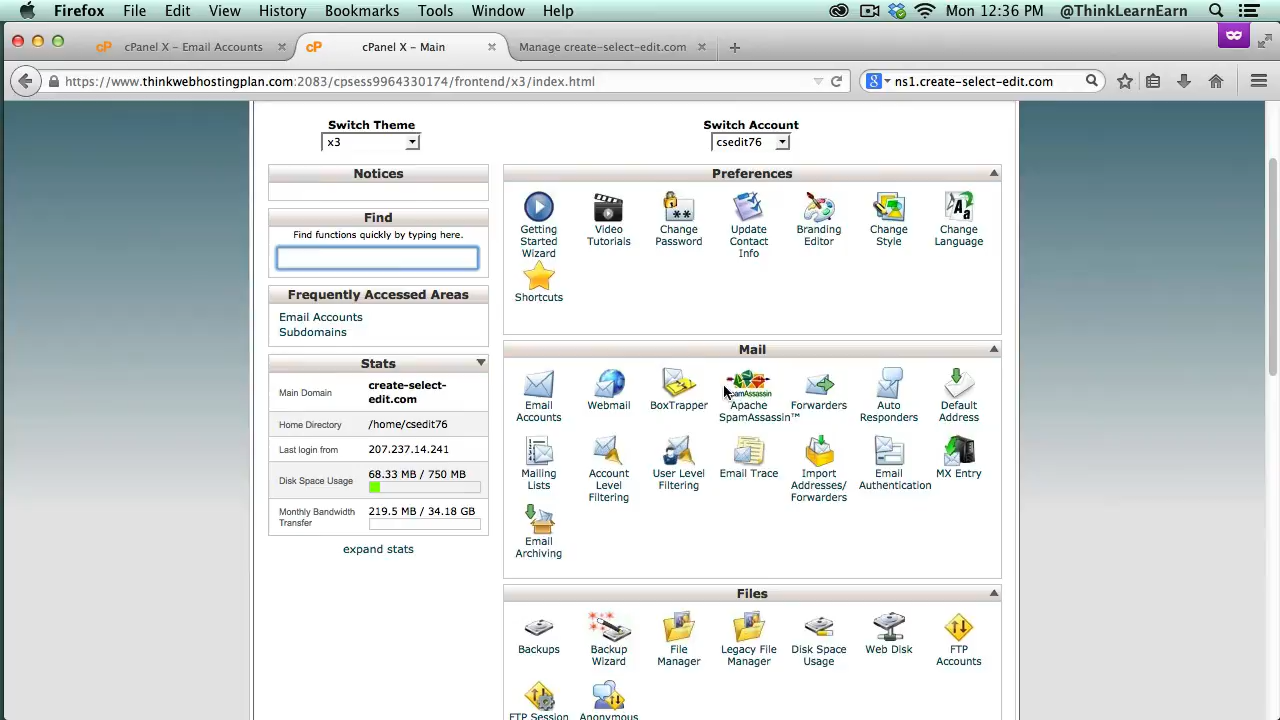 Firefox File Edit View History Bookmarks Tools Window Help Mon 12:36 PM @ThinkLearnEarn
cP cPanel X – Email Accounts cP cPanel X – Main Manage create-select-edit.com
https://www.thinkwebhostingplan.com:2083/cpsess9964330174/frontend/x3/index.html ns1.create-select-edit.com
Switch Theme
x3
Switch Account
csedit76
Notices
Find
Find functions quickly by typing here.
Frequently Accessed Areas
Email Accounts
Subdomains
Stats
Main Domain create-select-
edit.com
Home Directory /home/csedit76
Last login from 207.237.14.241
Disk Space Usage 68.33 MB / 750 MB
Monthly Bandwidth
Transfer 219.5 MB / 34.18 GB
expand stats
Preferences
Getting
Started
Wizard
Video
Tutorials
Change
Password
Update
Contact
Info
Branding
Editor
Change
Style
Change
Language
Shortcuts
Mail
Email
Accounts
Webmail
BoxTrapper
Apache
SpamAssassin™
Forwarders
Auto
Responders
Default
Address
Mailing
Lists
Account
Level
Filtering
User Level
Filtering
Email Trace
Import
Addresses/
Forwarders
Email
Authentication
MX Entry
Email
Archiving
Files
Backups
Backup
Wizard
File
Manager
Legacy File
Manager
Disk Space
Usage
Web Disk
FTP
Accounts
FTP Session
Anonymous